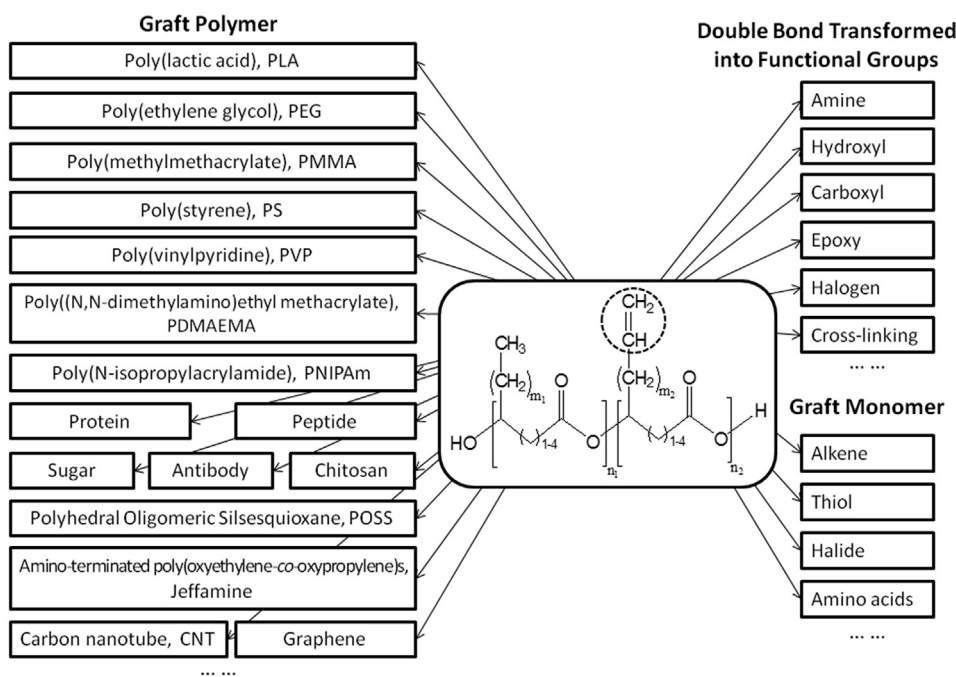 Graft Polymer
Poly(lactic acid), PLA
Poly(ethylene glycol), PEG
Poly(methylmethacrylate), PMMA
Poly(styrene), PS
Poly(vinylpyridine), PVP
Poly((N,N-dimethylamino)ethyl methacrylate),
PDMAEMA
Poly(N-isopropylacrylamide), PNIPAm
Protein
Peptide
Sugar
Antibody
Chitosan
Polyhedral Oligomeric Silsesquioxane, POSS
Amino-terminated poly(oxyethylene-co-oxypropylene)s,
Jeffamine
Carbon nanotube, CNT
Graphene
... ...
CH2
CH
CH3
(CH2)m1
O
(CH2)m2
O
HO
[
( )1-4
O
]n1
[
( )1-4
O
]n2
H
Double Bond Transformed
into Functional Groups
Amine
Hydroxyl
Carboxyl
Epoxy
Halogen
Cross-linking
... ...
Graft Monomer
Alkene
Thiol
Halide
Amino acids
... ...